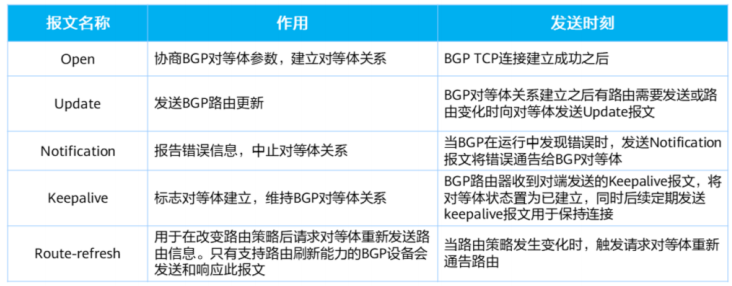 报文名称 作用 发送时刻
Open 协商BGP对等体参数，建立对等体关系 BGP TCP连接建立成功之后
Update 发送BGP路由更新 BGP对等体关系建立之后有路由需要发送或路
由变化时向对等体发送Update报文
Notification 报告错误信息，中止对等体关系 当BGP在运行中发现错误时，发送Notification
报文将错误通告给BGP对等体
Keepalive 标志对等体建立，维持BGP对等体关系 BGP路由器收到对端发送的Keepalive报文，将
对等体状态置为已建立，同时后续定期发送
keepalive报文用于保持连接
Route-refresh 用于在改变路由策略后请求对等体重新发送路
由信息。只有支持路由刷新能力的BGP设备会
发送和响应此报文 当路由策略发生变化时，触发请求对等体重新
通告路由